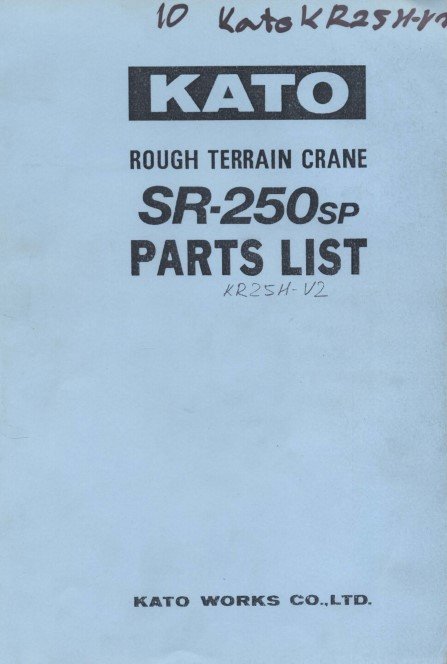 10 Kato KR25H-V2
KATO
ROUGH TERRAIN CRANE
SR-250SP
PARTS LIST
KR25H-V2
KATO WORKS CO.,LTD.